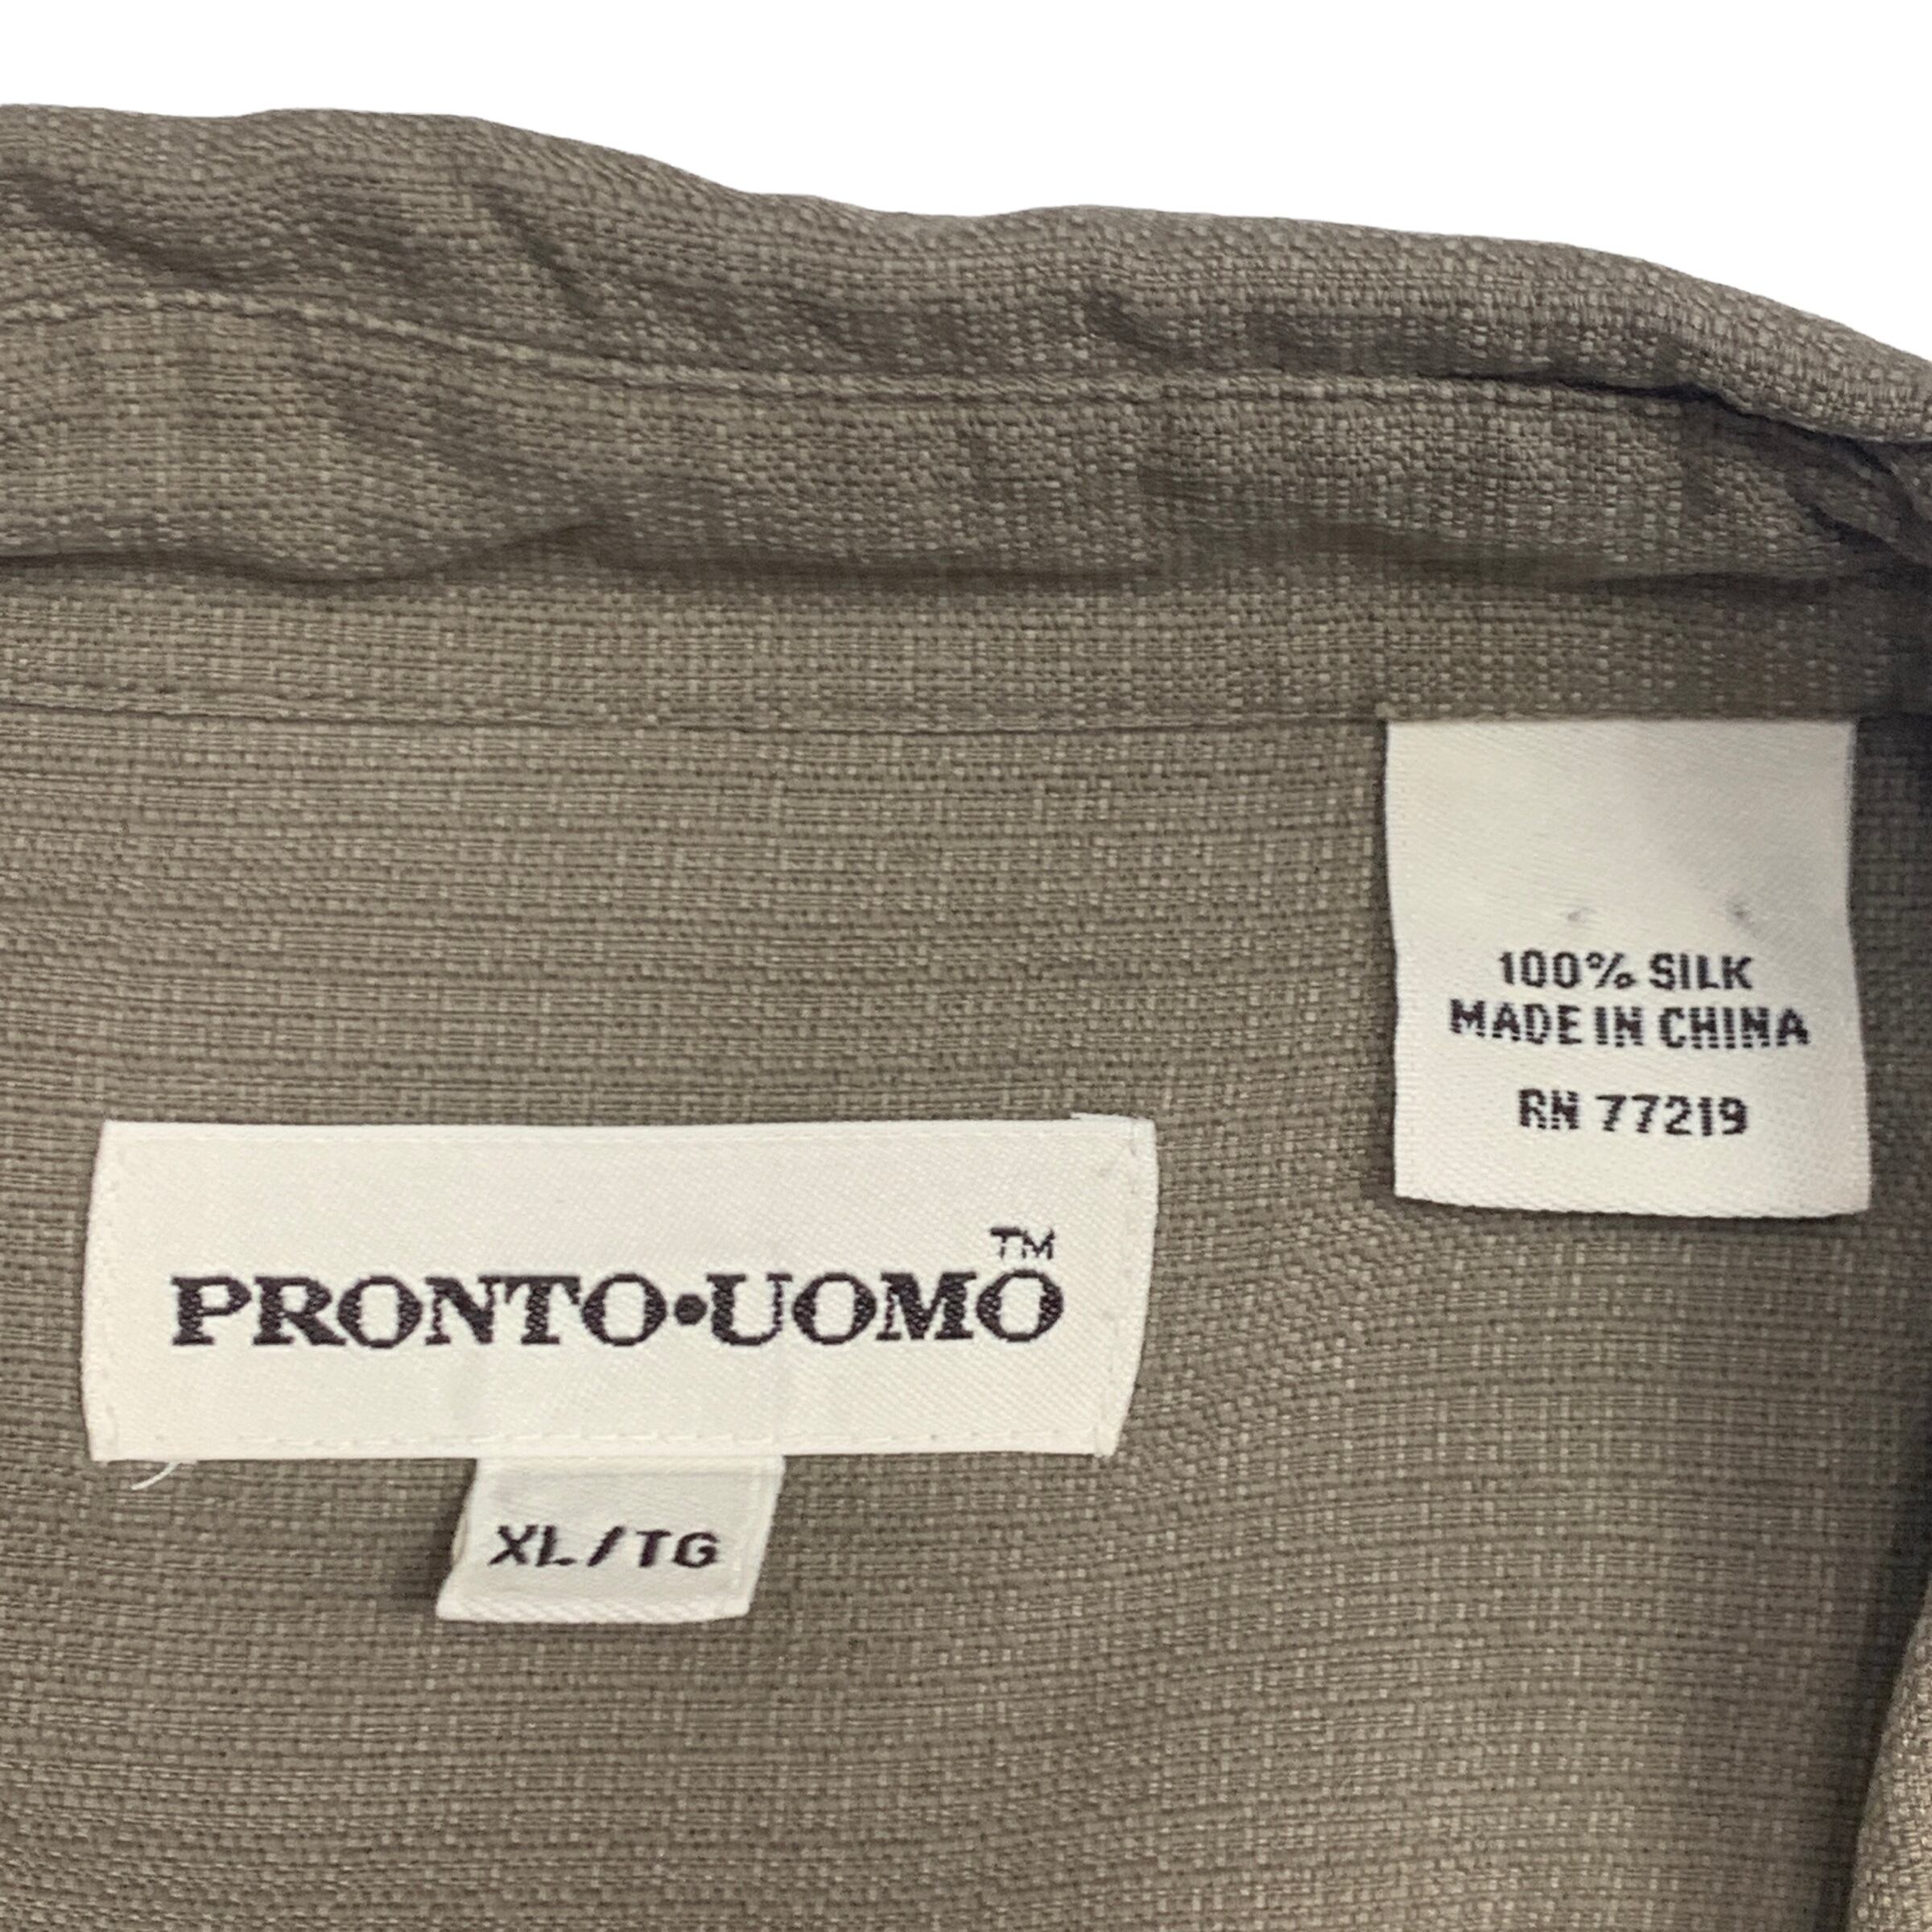 100% SILK
MADE IN CHINA
RN 77219
PRONTO•UOMO™
XL/TG